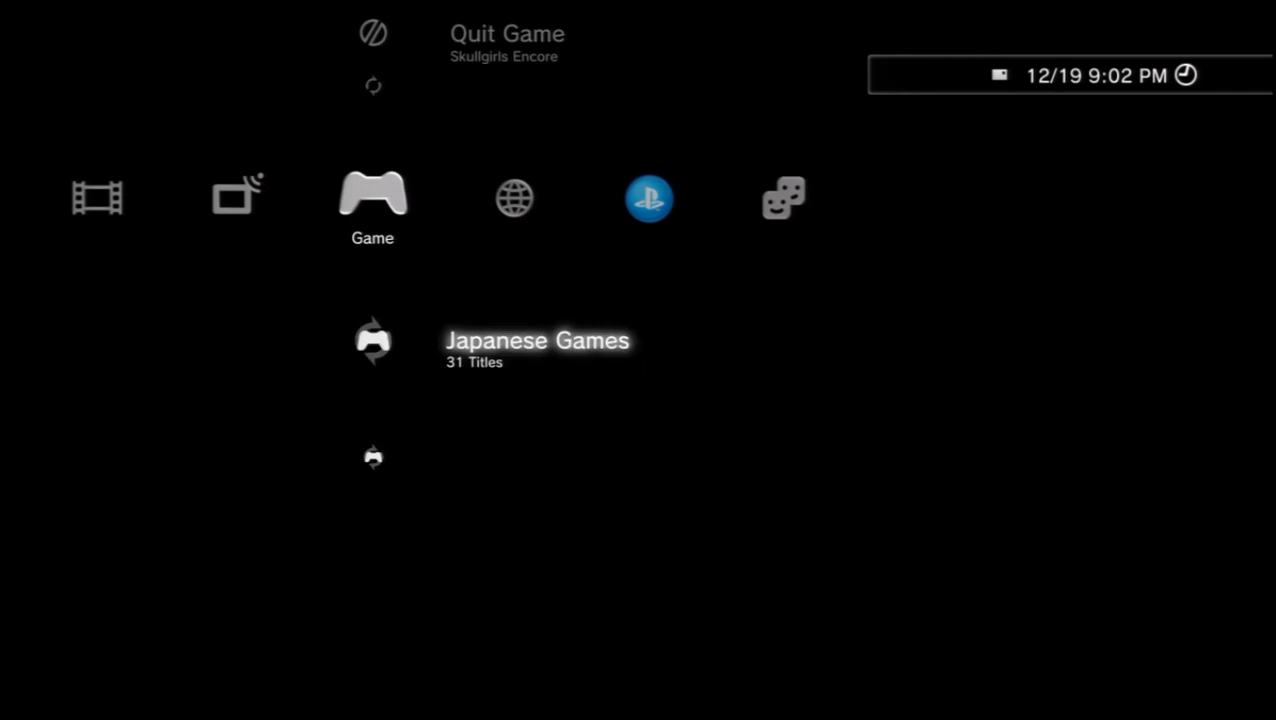 Quit Game
Skullgirls Encore
12/19 9:02 PM
Game
Japanese Games
31 Titles